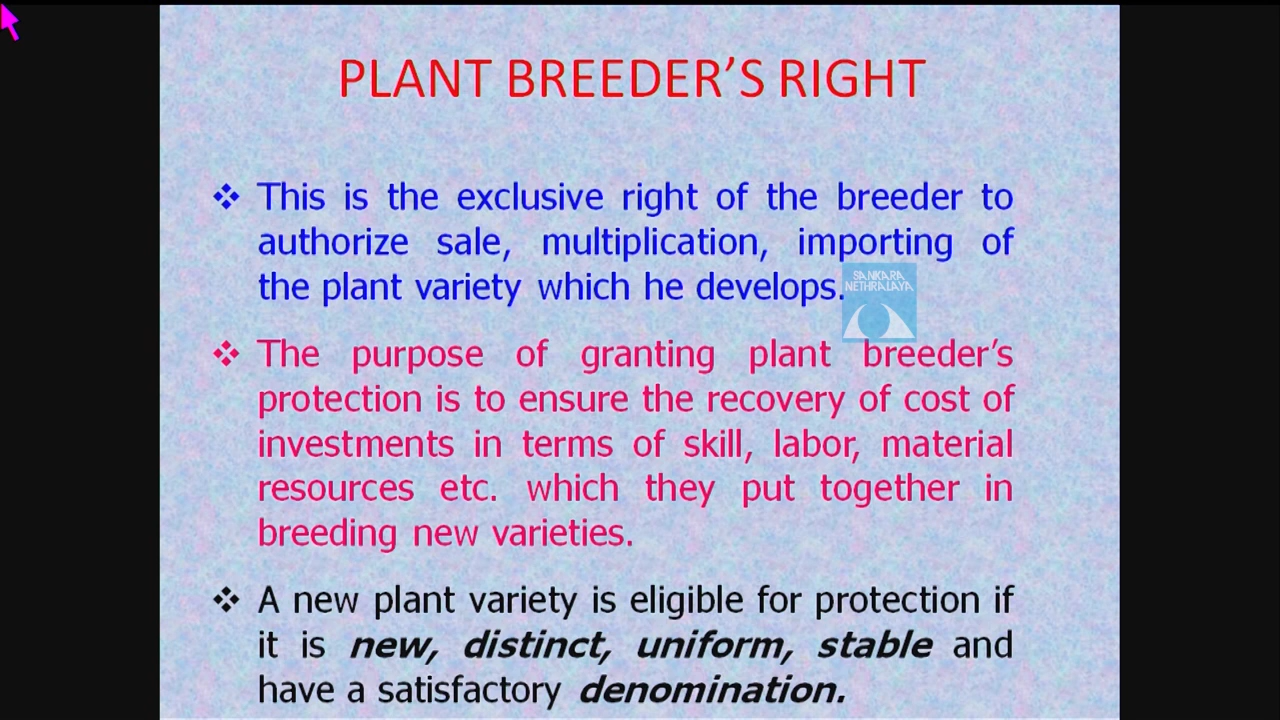 PLANT BREEDER’S RIGHT
❖ This is the exclusive right of the breeder to
authorize sale, multiplication, importing of
the plant variety which he develops.
SANKARA
NETHRALAYA
❖ The purpose of granting plant breeder’s
protection is to ensure the recovery of cost of
investments in terms of skill, labor, material
resources etc. which they put together in
breeding new varieties.
❖ A new plant variety is eligible for protection if
it is new, distinct, uniform, stable and
have a satisfactory denomination.